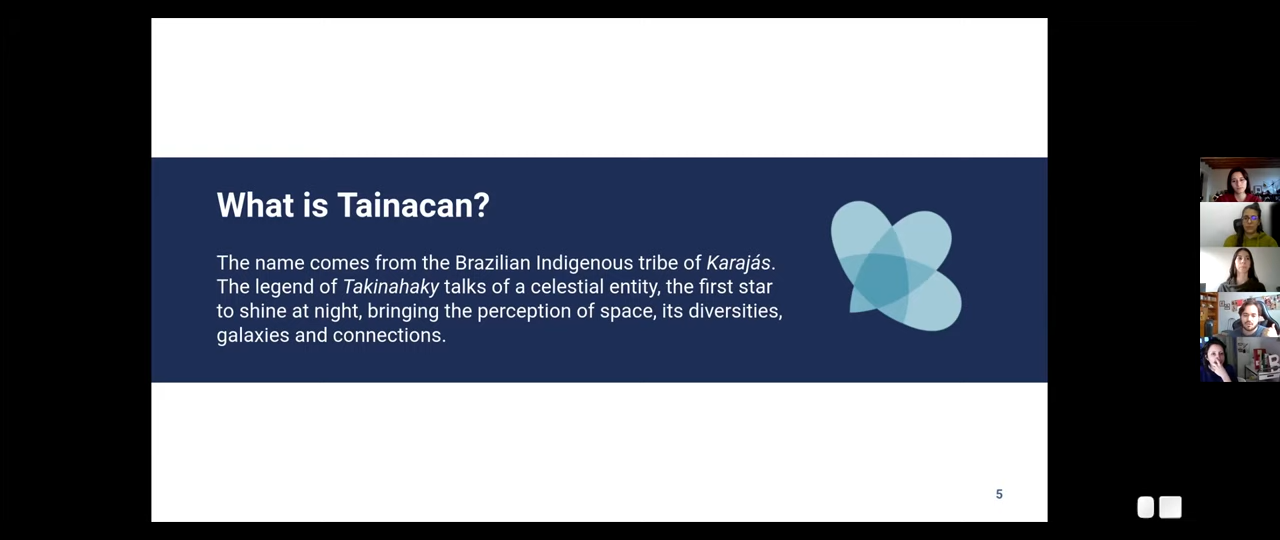 What is Tainacan?
The name comes from the Brazilian Indigenous tribe of Karajás.
The legend of Takinahaky talks of a celestial entity, the first star
to shine at night, bringing the perception of space, its diversities,
galaxies and connections.
5